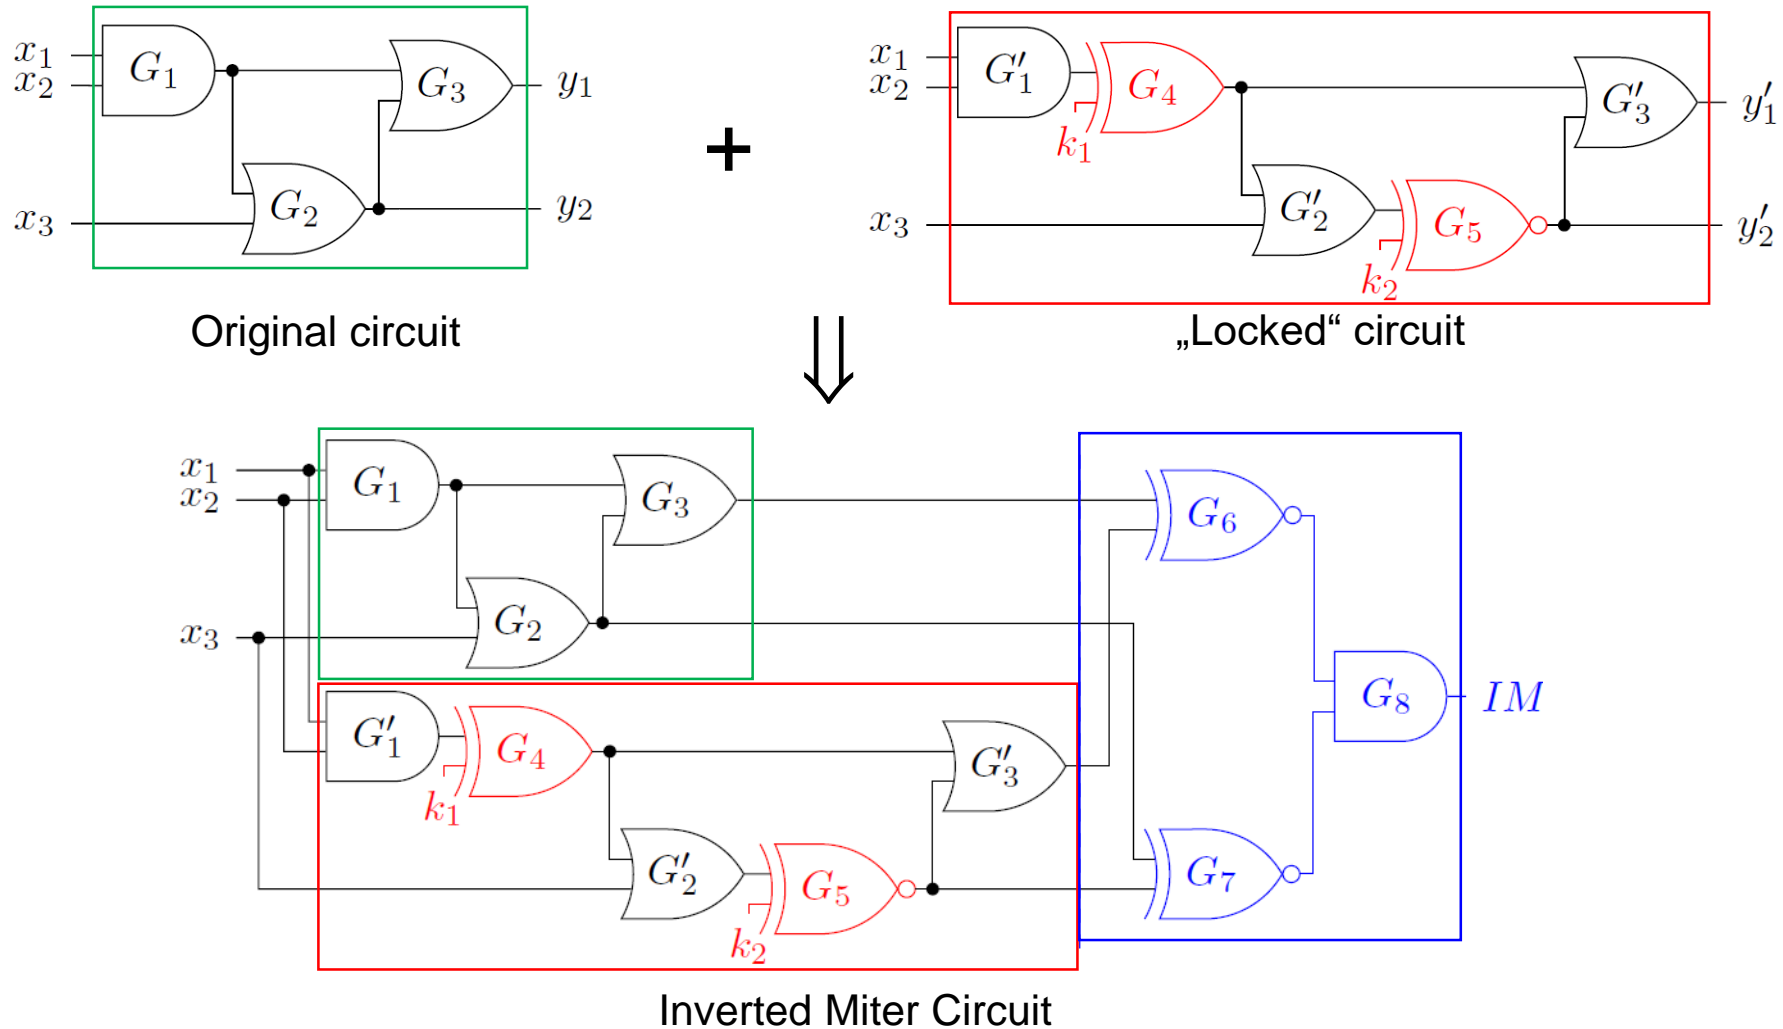 x₁
x₂
x₃
G₁
G₂
G₃
y₁
y₂
+
x₁
x₂
x₃
G′₁
G₄
k₁
G′₂
G₅
k₂
G′₃
y′₁
y′₂
Original circuit
„Locked“ circuit
⇓
x₁
x₂
x₃
G₁
G₂
G₃
G′₁
G₄
k₁
G′₂
G₅
k₂
G′₃
G₆
G₇
G₈
IM
Inverted Miter Circuit